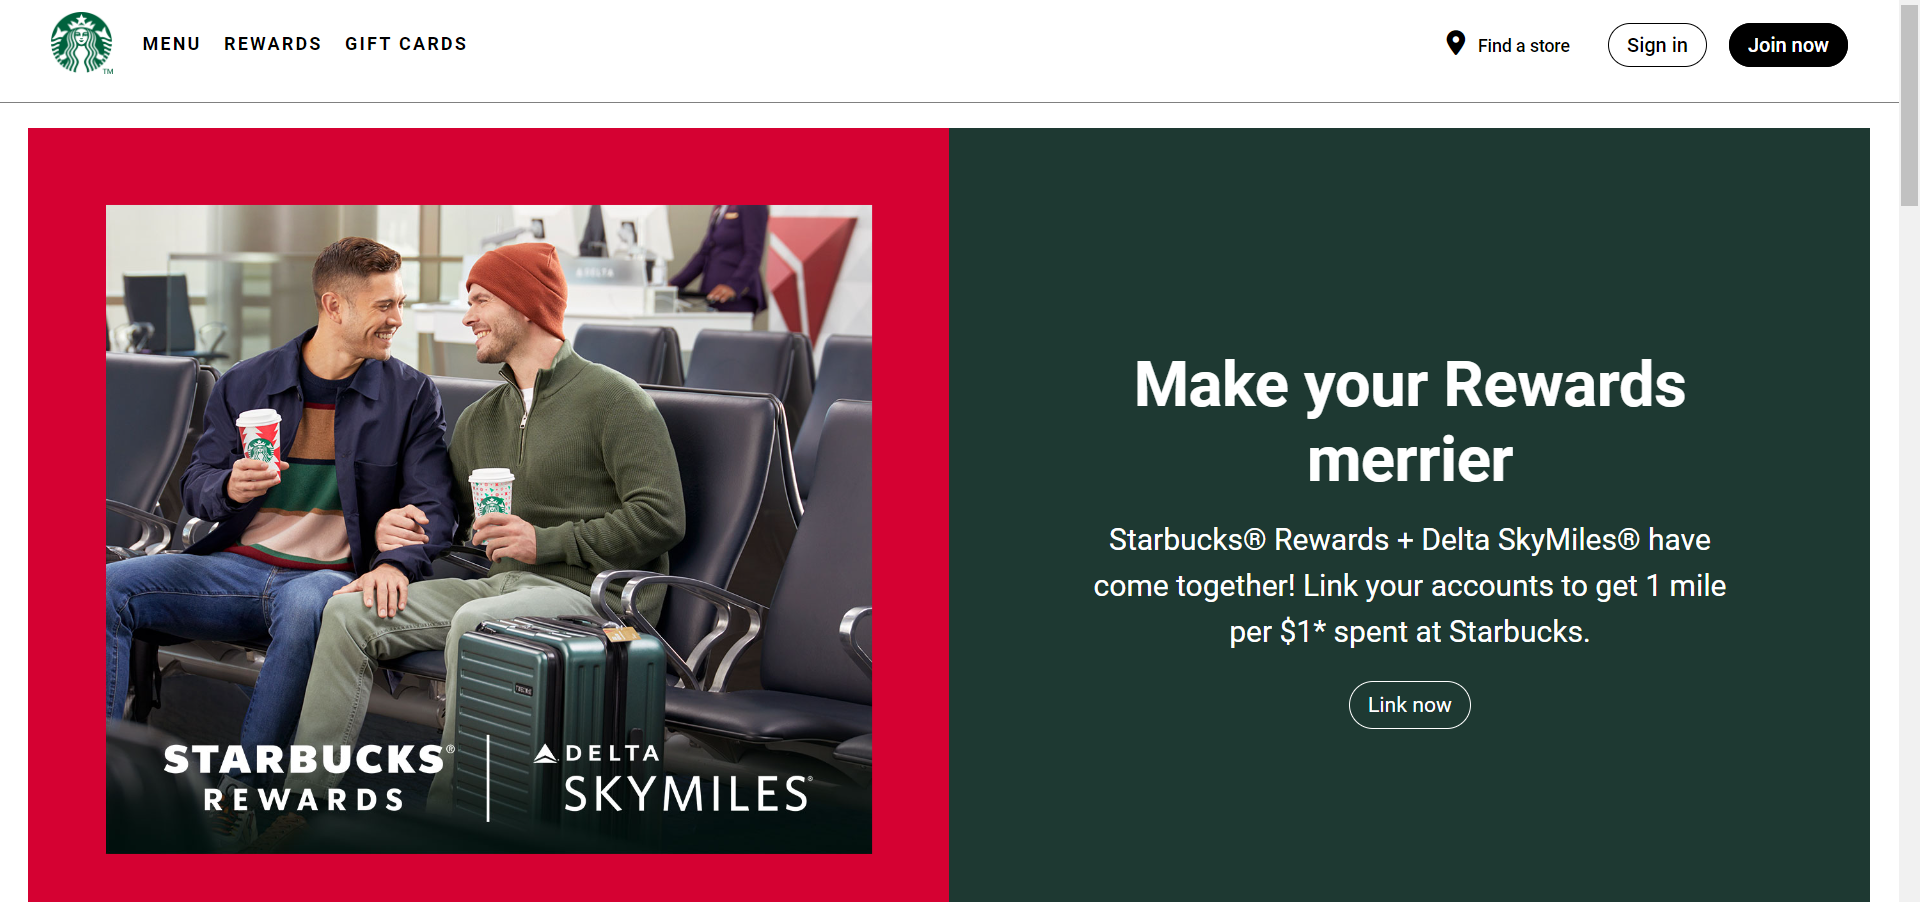 MENU REWARDS GIFT CARDS
Find a store
Sign in
Join now
TM
DELTA
STARBUCKS®
REWARDS
DELTA
SKYMILES®
Make your Rewards
merrier
Starbucks® Rewards + Delta SkyMiles® have
come together! Link your accounts to get 1 mile
per $1* spent at Starbucks.
Link now